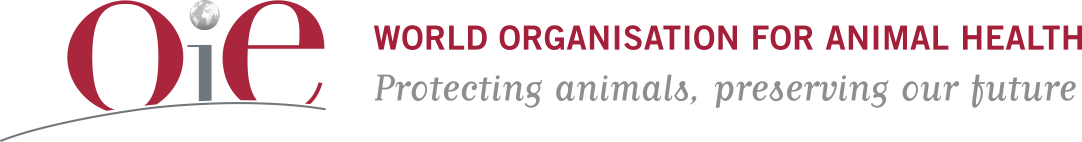 OiE
WORLD ORGANISATION FOR ANIMAL HEALTH
Protecting animals, preserving our future